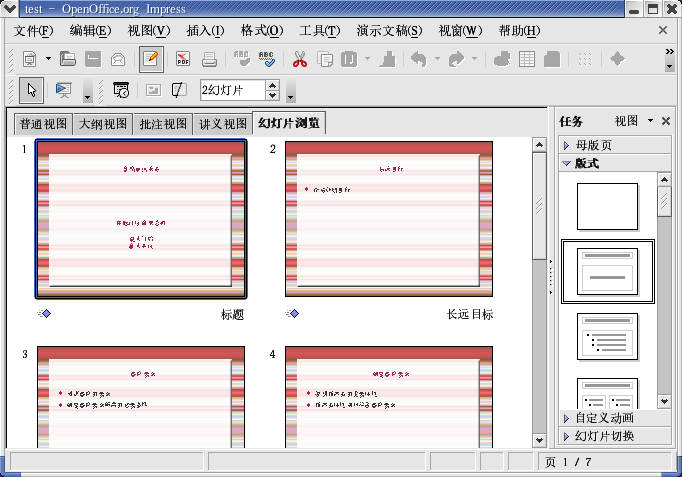 test - OpenOffice.org Impress
文件(F) 编辑(E) 视图(V) 插入(I) 格式(O) 工具(T) 演示文稿(S) 视窗(W) 帮助(H)
PDF ABC ABC
2幻灯片
普通视图 大纲视图 批注视图 讲义视图 幻灯片浏览
任务 视图
母版页
版式
1 2
标题 长远目标
3 4
自定义动画
幻灯片切换
页 1 / 7